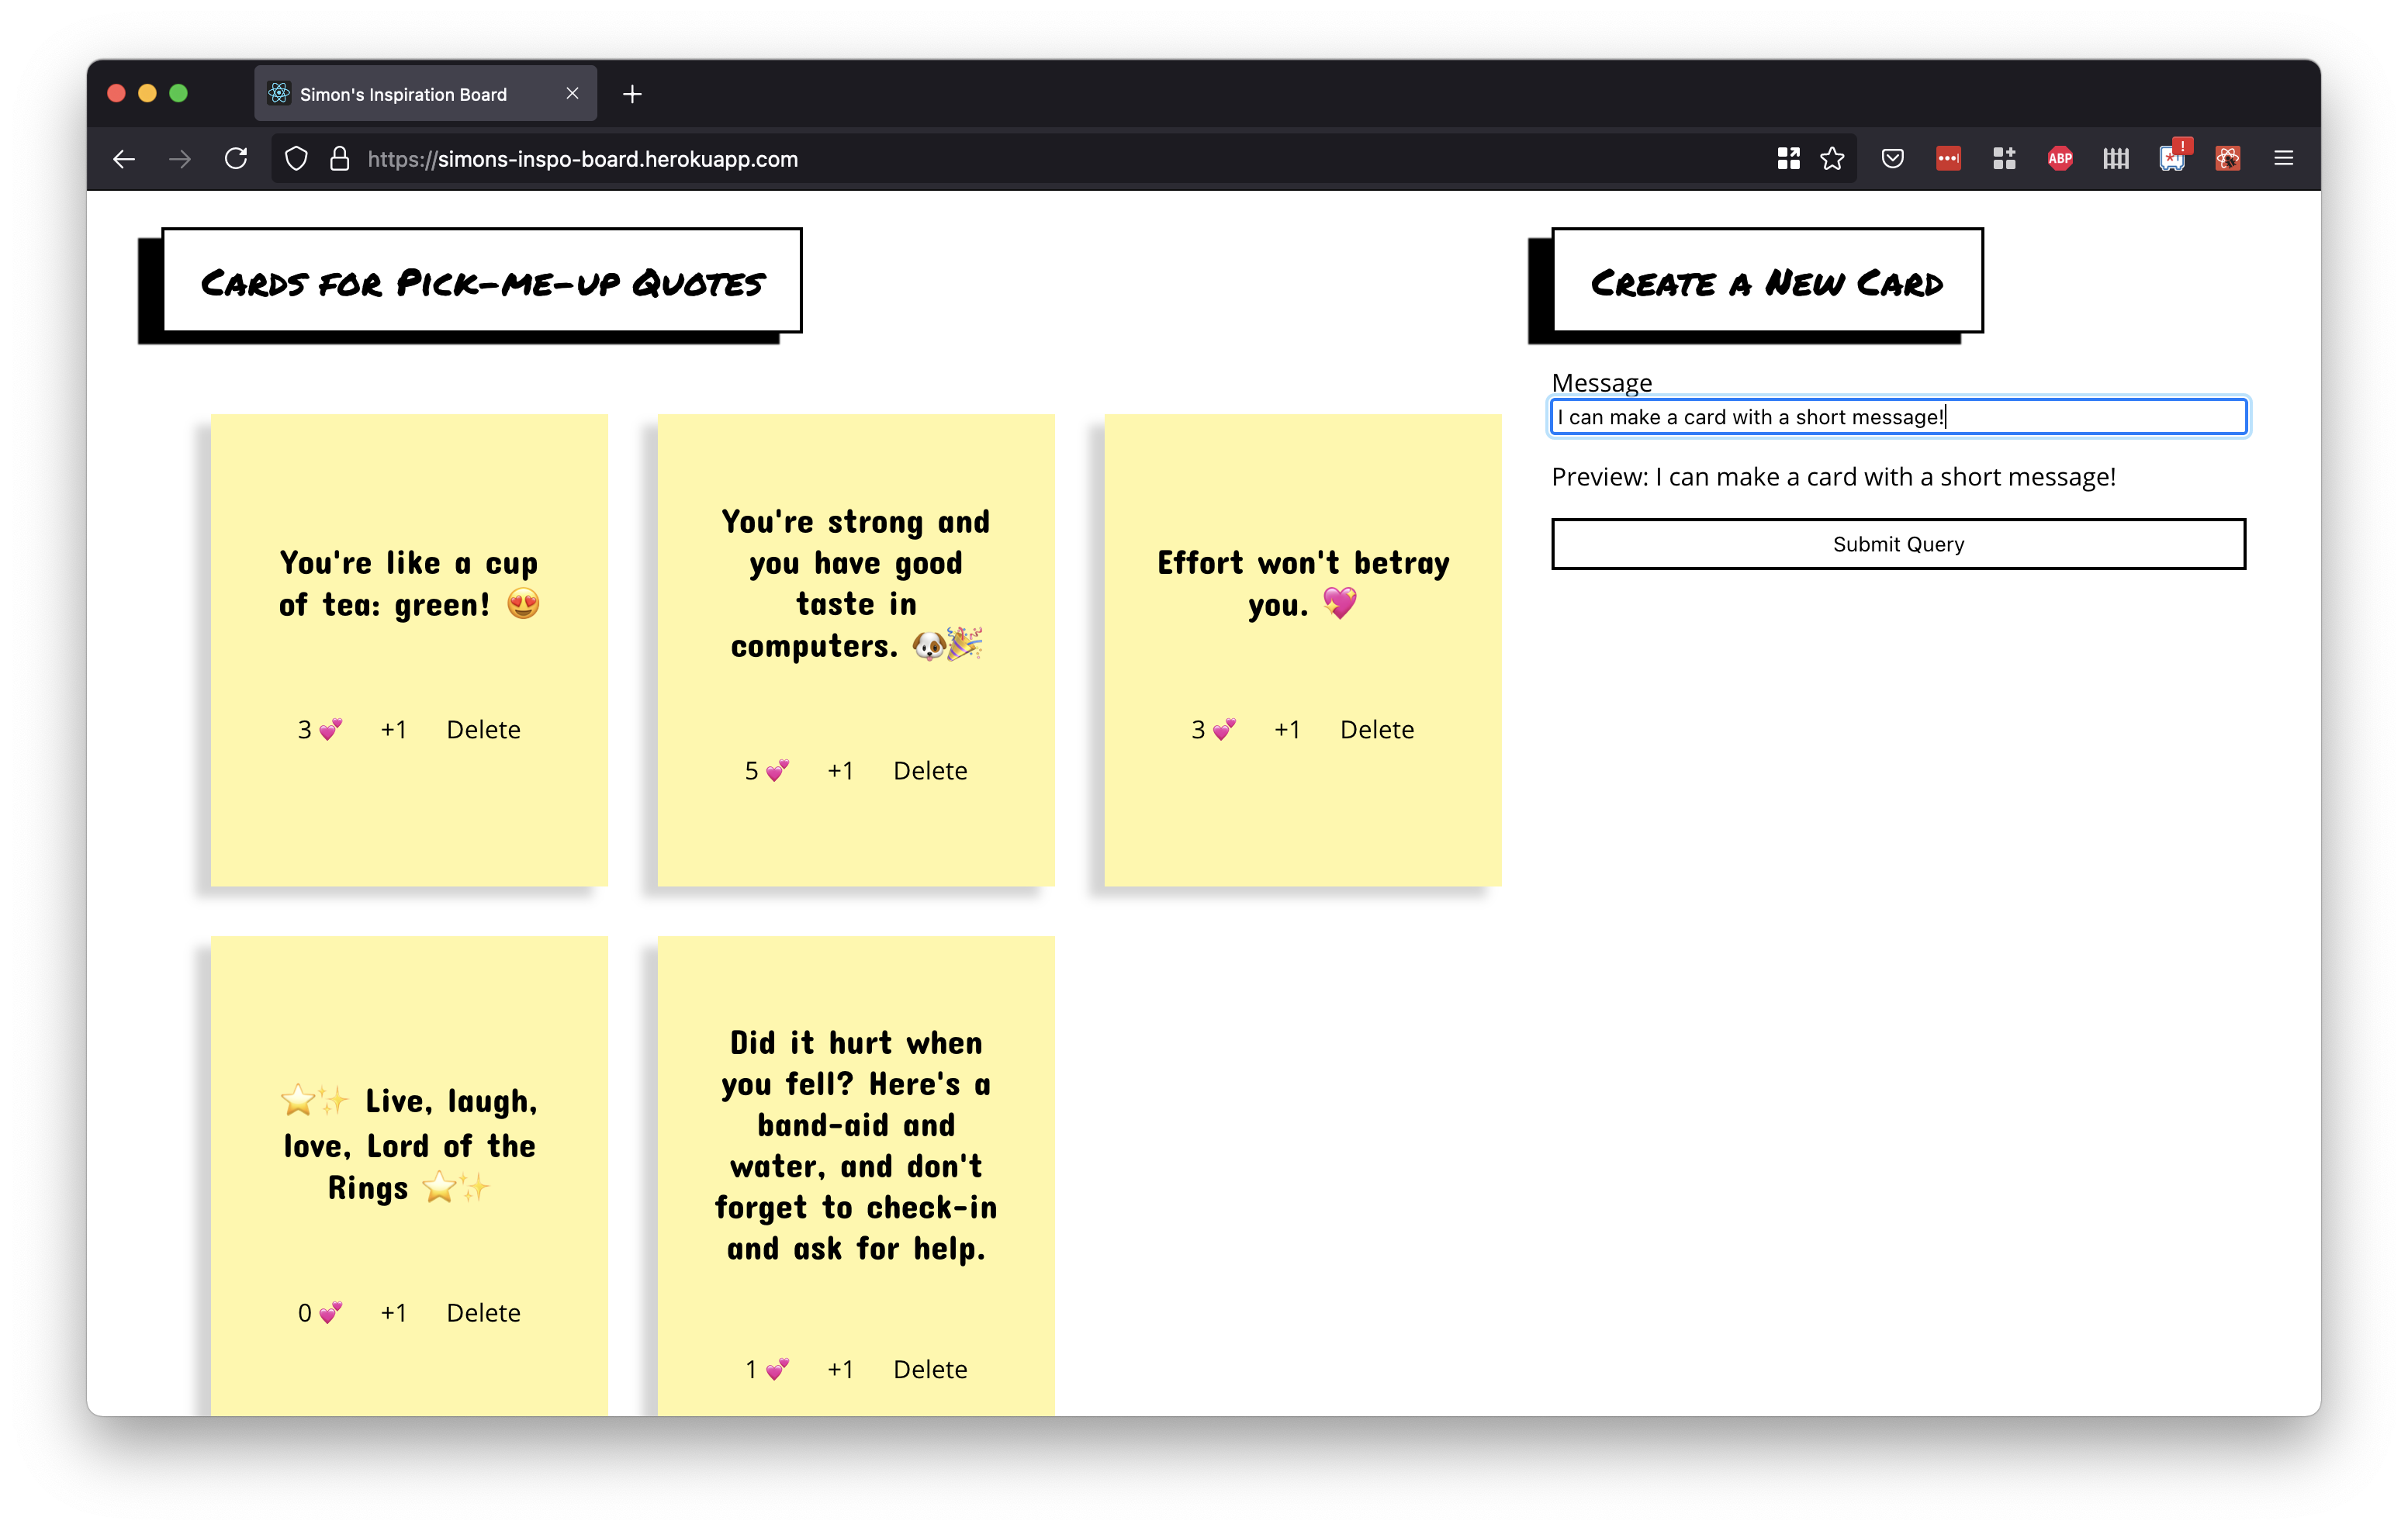 Simon's Inspiration Board
https://simons-inspo-board.herokuapp.com
ABP
!
Cards for Pick-me-up Quotes
You're like a cup
of tea: green! 😍
3 💕 +1 Delete
You're strong and
you have good
taste in
computers. 🐶🎉
5 💕 +1 Delete
Effort won't betray
you. 💖
3 💕 +1 Delete
⭐✨ Live, laugh,
love, Lord of the
Rings ⭐✨
0 💕 +1 Delete
Did it hurt when
you fell? Here's a
band-aid and
water, and don't
forget to check-in
and ask for help.
1 💕 +1 Delete
Create a New Card
Message
I can make a card with a short message!
Preview: I can make a card with a short message!
Submit Query